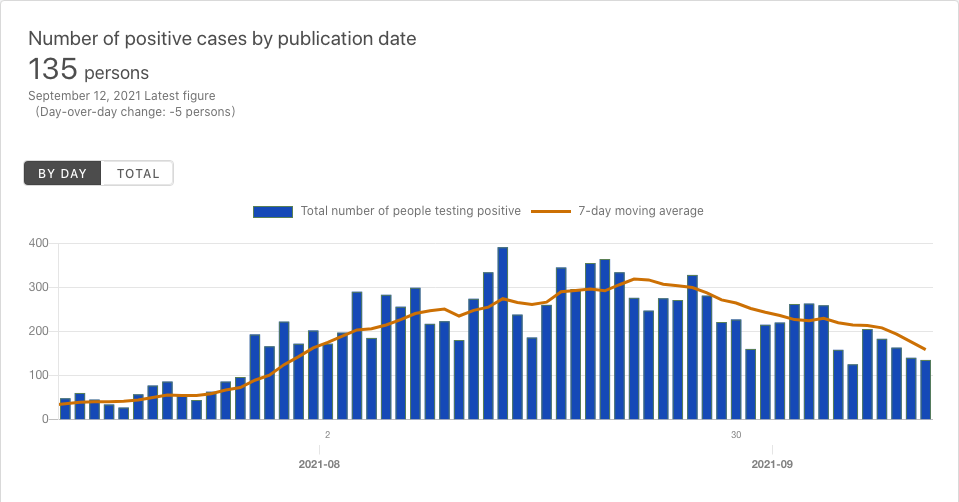 Number of positive cases by publication date
135 persons
September 12, 2021 Latest figure
(Day-over-day change: -5 persons)
BY DAY TOTAL
Total number of people testing positive 7-day moving average
400
300
200
100
0
2 30
2021-08 2021-09